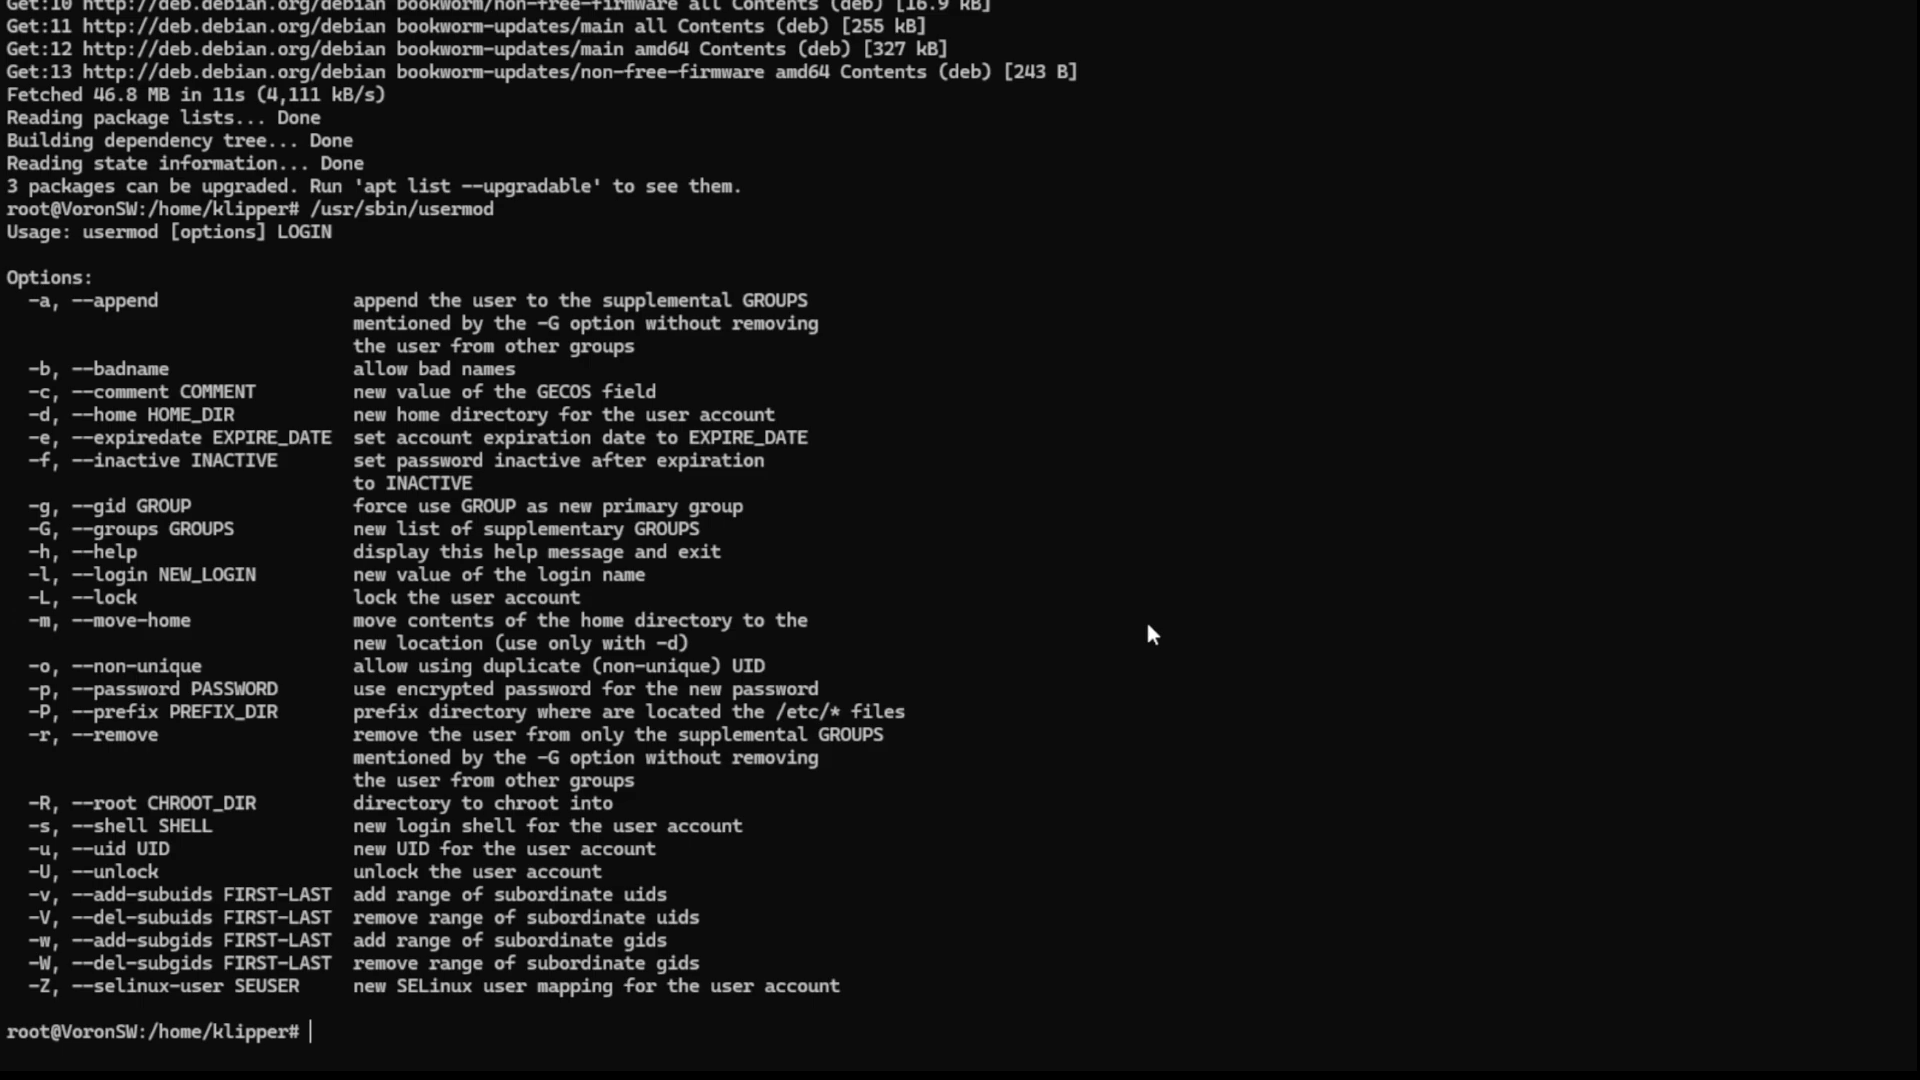 Get:10 http://deb.debian.org/debian bookworm/non-free-firmware all Contents (deb) [16.9 kB]
Get:11 http://deb.debian.org/debian bookworm-updates/main all Contents (deb) [255 kB]
Get:12 http://deb.debian.org/debian bookworm-updates/main amd64 Contents (deb) [327 kB]
Get:13 http://deb.debian.org/debian bookworm-updates/non-free-firmware amd64 Contents (deb) [243 B]
Fetched 46.8 MB in 11s (4,111 kB/s)
Reading package lists... Done
Building dependency tree... Done
Reading state information... Done
3 packages can be upgraded. Run 'apt list --upgradable' to see them.
root@VoronSW:/home/klipper# /usr/sbin/usermod
Usage: usermod [options] LOGIN

Options:
  -a, --append                  append the user to the supplemental GROUPS
                                mentioned by the -G option without removing
                                the user from other groups
  -b, --badname                 allow bad names
  -c, --comment COMMENT         new value of the GECOS field
  -d, --home HOME_DIR           new home directory for the user account
  -e, --expiredate EXPIRE_DATE  set account expiration date to EXPIRE_DATE
  -f, --inactive INACTIVE       set password inactive after expiration
                                to INACTIVE
  -g, --gid GROUP               force use GROUP as new primary group
  -G, --groups GROUPS           new list of supplementary GROUPS
  -h, --help                    display this help message and exit
  -l, --login NEW_LOGIN         new value of the login name
  -L, --lock                    lock the user account
  -m, --move-home               move contents of the home directory to the
                                new location (use only with -d)
  -o, --non-unique              allow using duplicate (non-unique) UID
  -p, --password PASSWORD       use encrypted password for the new password
  -P, --prefix PREFIX_DIR       prefix directory where are located the /etc/* files
  -r, --remove                  remove the user from only the supplemental GROUPS
                                mentioned by the -G option without removing
                                the user from other groups
  -R, --root CHROOT_DIR         directory to chroot into
  -s, --shell SHELL             new login shell for the user account
  -u, --uid UID                 new UID for the user account
  -U, --unlock                  unlock the user account
  -v, --add-subuids FIRST-LAST  add range of subordinate uids
  -V, --del-subuids FIRST-LAST  remove range of subordinate uids
  -w, --add-subgids FIRST-LAST  add range of subordinate gids
  -W, --del-subgids FIRST-LAST  remove range of subordinate gids
  -Z, --selinux-user SEUSER     new SELinux user mapping for the user account

root@VoronSW:/home/klipper#